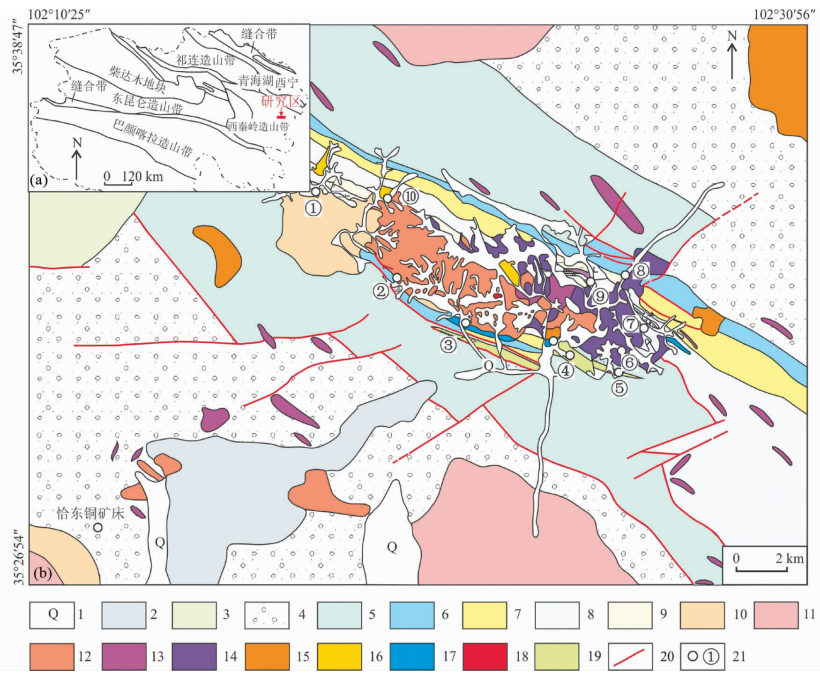 102°10′25″
102°30′56″
35°38′47″
35°26′54″
缝合带
祁连造山带
柴达木地块
青海湖
西宁
缝合带
研究区
东昆仑造山带
西秦岭造山带
巴颜喀拉造山带
N
0 120 km
(a)
N
①
⑩
②
⑧
⑨
③
⑦
Q
④
⑥
⑤
恰东铜矿床
Q
Q
(b)
0 2 km
Q 1
2
3
4
5
6
7
8
9
10
11
12
13
14
15
16
17
18
19
20
① 21